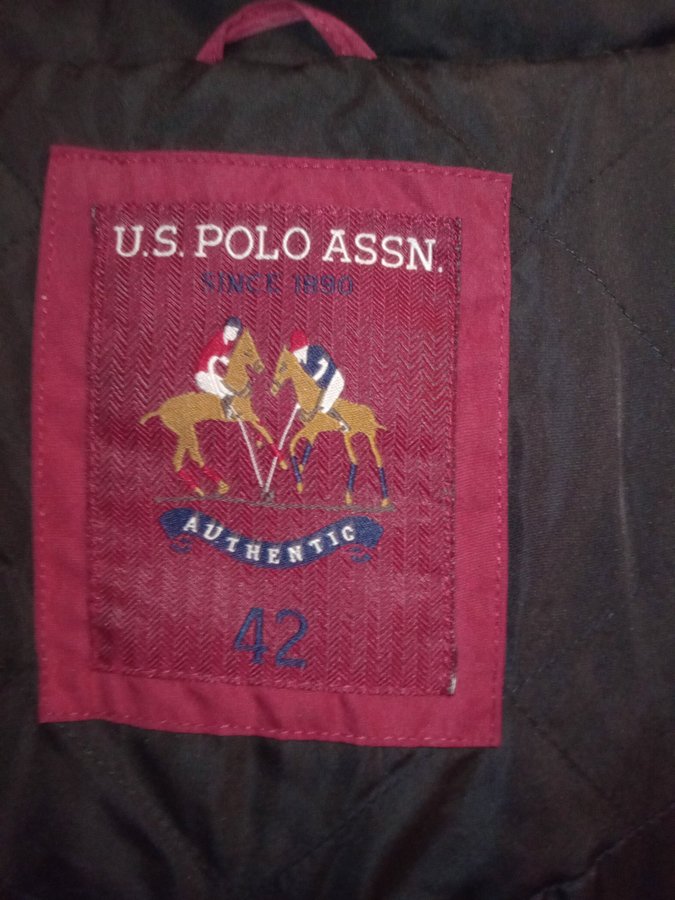 U.S. POLO ASSN.
SINCE 1890
AUTHENTIC
42